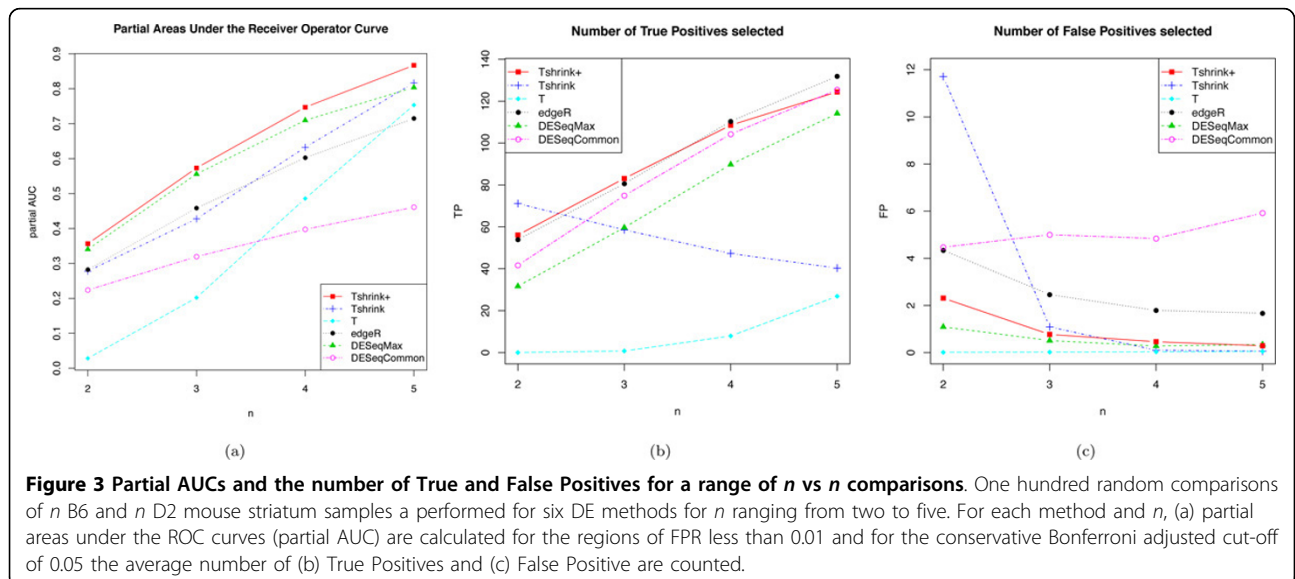 Partial Areas Under the Receiver Operator Curve
partial AUC
0.0 0.1 0.2 0.3 0.4 0.5 0.6 0.7 0.8 0.9
Tshrink+
Tshrink
T
edgeR
DESeqMax
DESeqCommon
2 3 4 5
n
(a)
Number of True Positives selected
TP
0 20 40 60 80 100 120 140
Tshrink+
Tshrink
T
edgeR
DESeqMax
DESeqCommon
2 3 4 5
n
(b)
Number of False Positives selected
FP
0 2 4 6 8 10 12
Tshrink+
Tshrink
T
edgeR
DESeqMax
DESeqCommon
2 3 4 5
n
(c)
Figure 3 Partial AUCs and the number of True and False Positives for a range of n vs n comparisons. One hundred random comparisons
of n B6 and n D2 mouse striatum samples a performed for six DE methods for n ranging from two to five. For each method and n, (a) partial
areas under the ROC curves (partial AUC) are calculated for the regions of FPR less than 0.01 and for the conservative Bonferroni adjusted cut-off
of 0.05 the average number of (b) True Positives and (c) False Positive are counted.